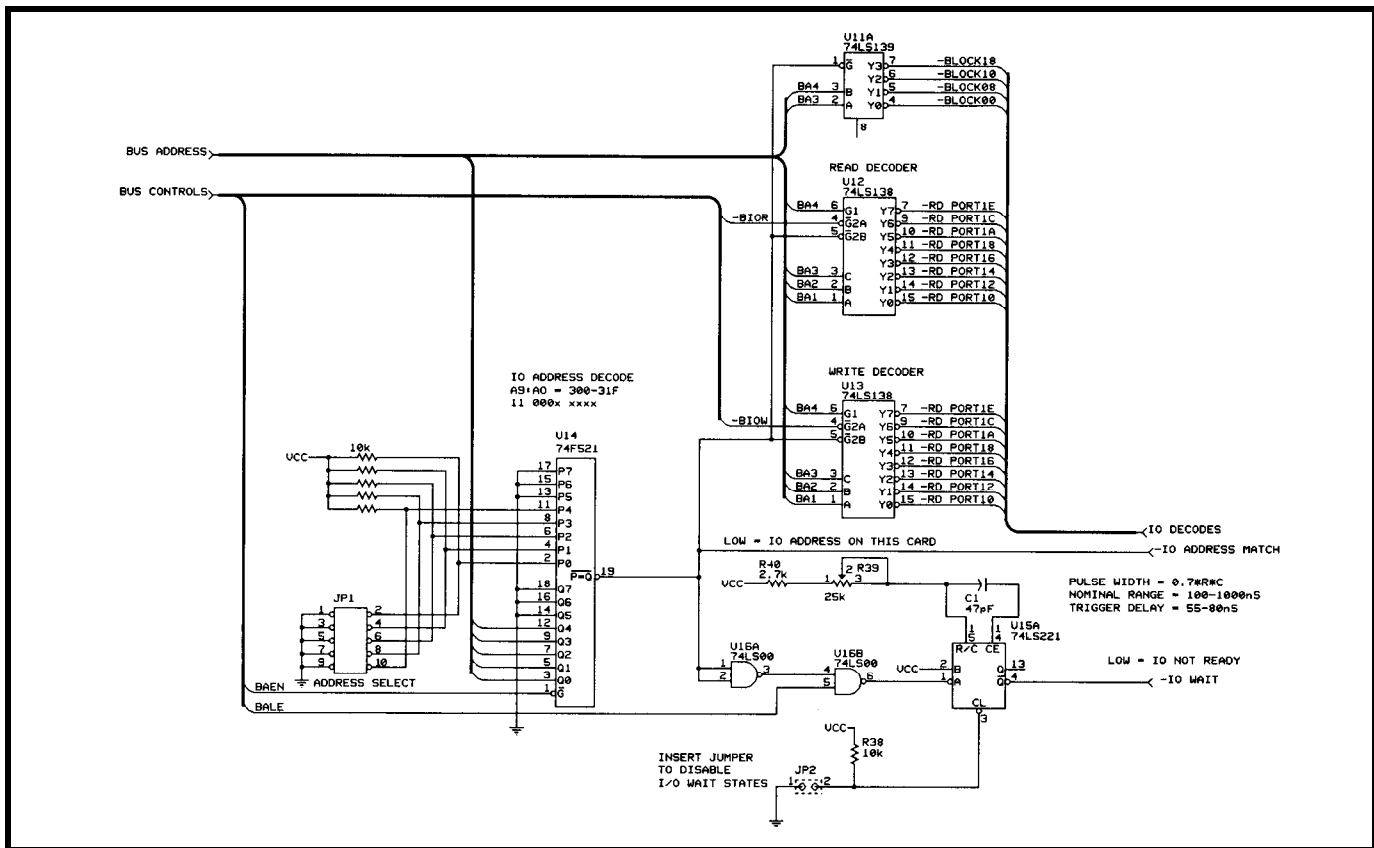 U11A
74LS139
1 G Y3 7 -BLOCK18
Y2 6 -BLOCK10
BA4 3 B Y1 5 -BLOCK08
BA3 2 A Y0 4 -BLOCK00
8
BUS ADDRESS
BUS CONTROLS
READ DECODER
U12
74LS138
BA4 6 G1 Y7 7 -RD PORT1E
-BIOR 4 G2A Y6 9 -RD PORT1C
5 G2B Y5 10 -RD PORT1A
Y4 11 -RD PORT18
Y3 12 -RD PORT16
BA3 3 C Y2 13 -RD PORT14
BA2 2 B Y1 14 -RD PORT12
BA1 1 A Y0 15 -RD PORT10
WRITE DECODER
U13
74LS138
BA4 6 G1 Y7 7 -RD PORT1E
-BIOW 4 G2A Y6 9 -RD PORT1C
5 G2B Y5 10 -RD PORT1A
Y4 11 -RD PORT18
Y3 12 -RD PORT16
BA3 3 C Y2 13 -RD PORT14
BA2 2 B Y1 14 -RD PORT12
BA1 1 A Y0 15 -RD PORT10
IO ADDRESS DECODE
A9:A0 = 300-31F
11 000x xxxx
U14
74F521
VCC 10k
17 P7
15 P6
13 P5
11 P4
8 P3
6 P2
4 P1
2 P0
P=Q 19
18 Q7
16 Q6
14 Q5
12 Q4
9 Q3
7 Q2
5 Q1
3 Q0
1 G
JP1
1 2
3 4
5 6
7 8
9 10
ADDRESS SELECT
BAEN
BALE
IO DECODES
LOW = IO ADDRESS ON THIS CARD
-IO ADDRESS MATCH
R40
2.7k
VCC
1 2 R39 3
25k
C1
47pF
PULSE WIDTH = 0.7*R*C
NOMINAL RANGE = 100-1000nS
TRIGGER DELAY = 55-80nS
U15A
74LS221
15 14
R/C CE
VCC 2 B Q 13
1 A Q 4
CL
3
LOW = IO NOT READY
-IO WAIT
U16A
74LS00
1
2
3
U16B
74LS00
4
5
6
VCC
R38
10k
INSERT JUMPER
TO DISABLE
I/O WAIT STATES
JP2
1 2